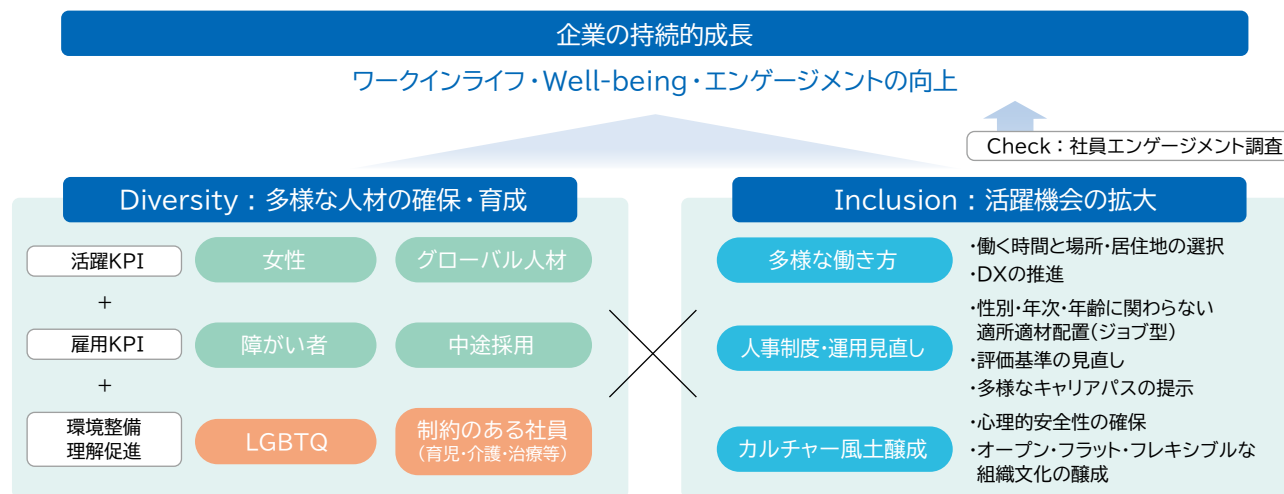 企業の持続的成長
ワークインライフ・Well-being・エンゲージメントの向上
Check：社員エンゲージメント調査
Diversity：多様な人材の確保・育成
活躍KPI
女性
グローバル人材
+
雇用KPI
障がい者
中途採用
+
環境整備
理解促進
LGBTQ
制約のある社員
（育児・介護・治療等）
Inclusion：活躍機会の拡大
多様な働き方
・働く時間と場所・居住地の選択
・DXの推進
人事制度・運用見直し
・性別・年次・年齢に関わらない
適所適材配置（ジョブ型）
・評価基準の見直し
・多様なキャリアパスの提示
カルチャー風土醸成
・心理的安全性の確保
・オープン・フラット・フレキシブルな
組織文化の醸成